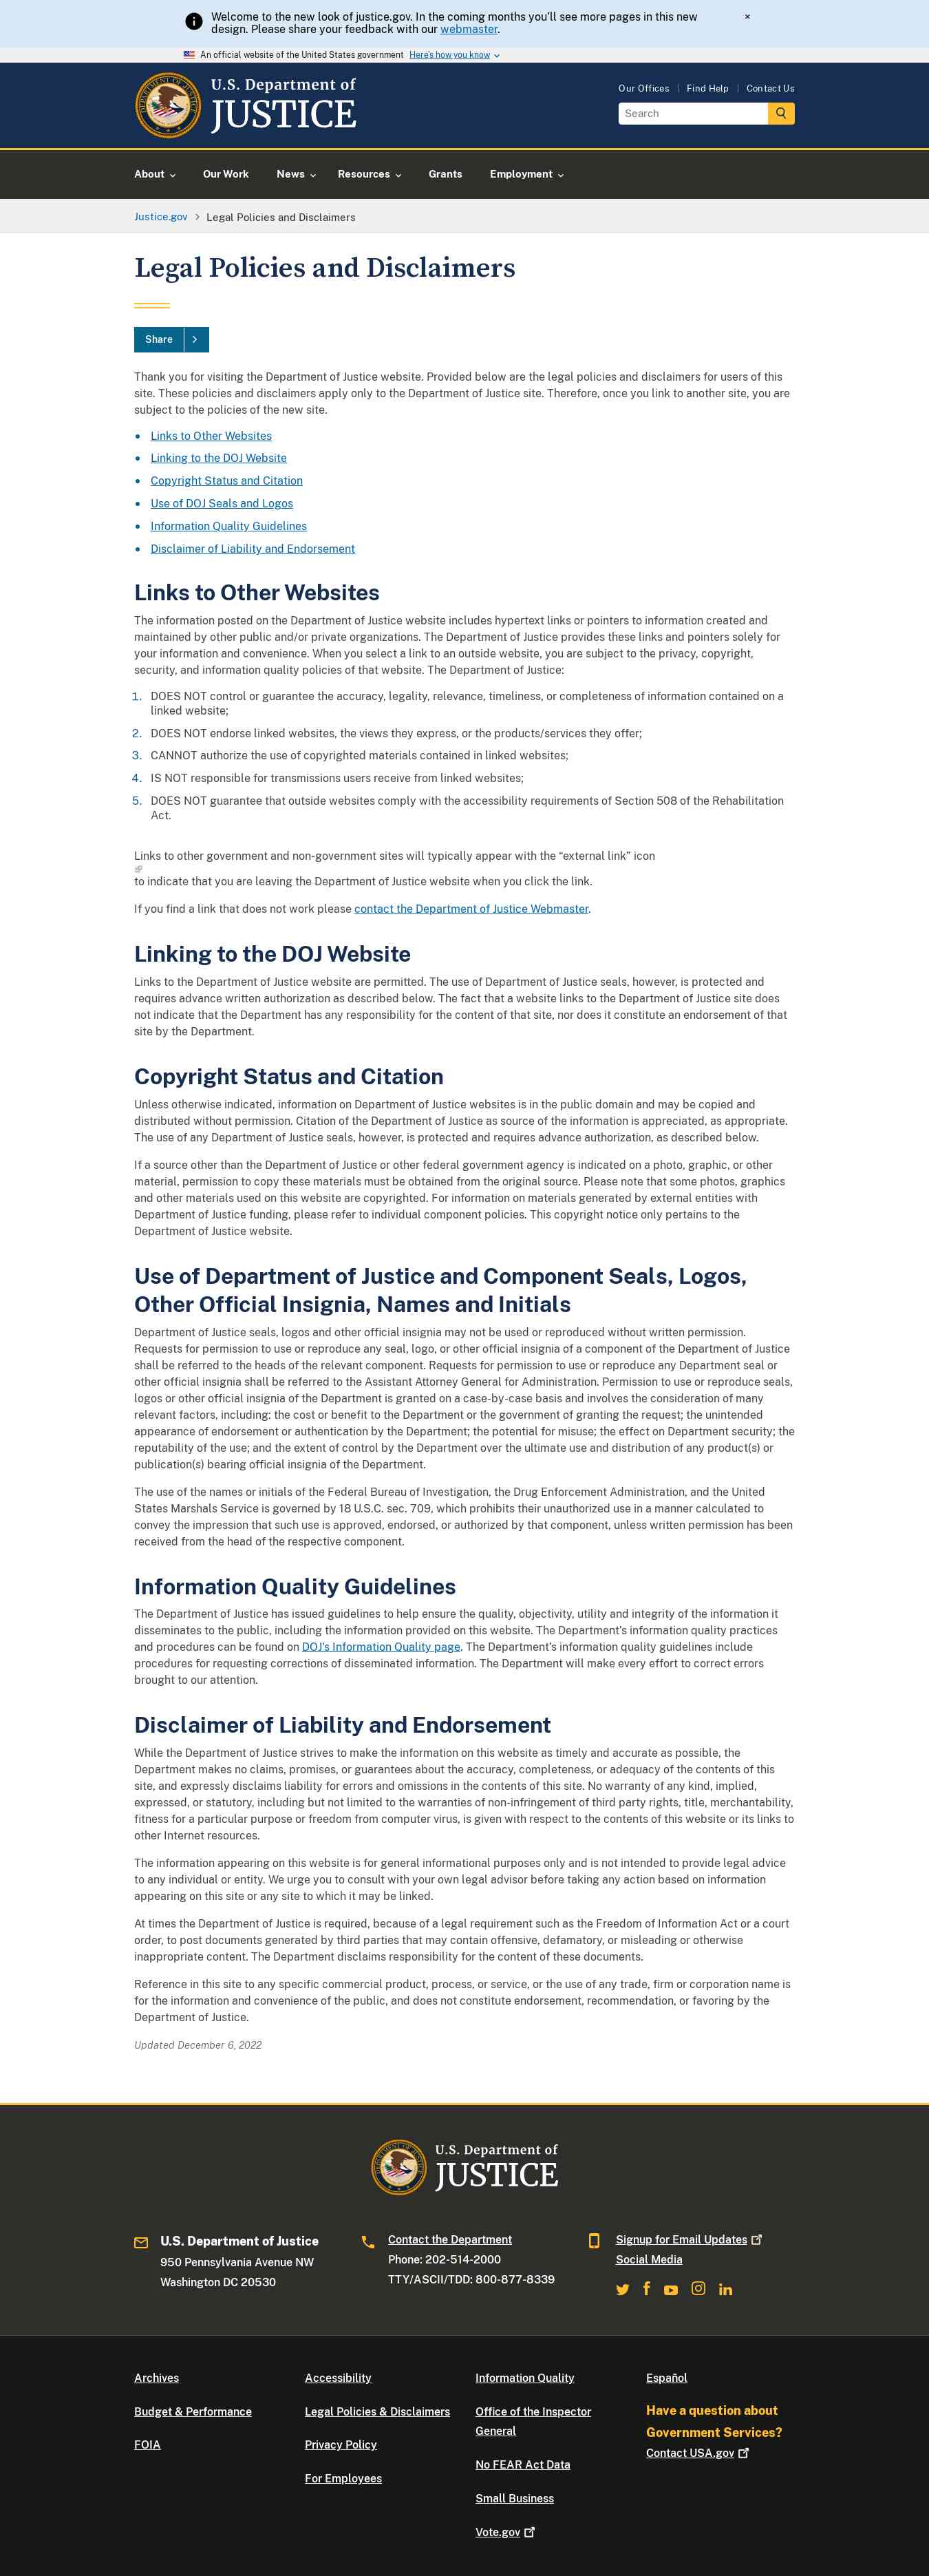 Welcome to the new look of justice.gov. In the coming months you'll see more pages in this new
design. Please share your feedback with our webmaster.
×
An official website of the United States government Here's how you know
U.S. Department of
JUSTICE
Our Offices | Find Help | Contact Us
Search
About Our Work News Resources Grants Employment
Justice.gov > Legal Policies and Disclaimers
Legal Policies and Disclaimers
Share
Thank you for visiting the Department of Justice website. Provided below are the legal policies and disclaimers for users of this
site. These policies and disclaimers apply only to the Department of Justice site. Therefore, once you link to another site, you are
subject to the policies of the new site.
• Links to Other Websites
• Linking to the DOJ Website
• Copyright Status and Citation
• Use of DOJ Seals and Logos
• Information Quality Guidelines
• Disclaimer of Liability and Endorsement
Links to Other Websites
The information posted on the Department of Justice website includes hypertext links or pointers to information created and
maintained by other public and/or private organizations. The Department of Justice provides these links and pointers solely for
your information and convenience. When you select a link to an outside website, you are subject to the privacy, copyright,
security, and information quality policies of that website. The Department of Justice:
1. DOES NOT control or guarantee the accuracy, legality, relevance, timeliness, or completeness of information contained on a
linked website;
2. DOES NOT endorse linked websites, the views they express, or the products/services they offer;
3. CANNOT authorize the use of copyrighted materials contained in linked websites;
4. IS NOT responsible for transmissions users receive from linked websites;
5. DOES NOT guarantee that outside websites comply with the accessibility requirements of Section 508 of the Rehabilitation
Act.
Links to other government and non-government sites will typically appear with the “external link” icon
to indicate that you are leaving the Department of Justice website when you click the link.
If you find a link that does not work please contact the Department of Justice Webmaster.
Linking to the DOJ Website
Links to the Department of Justice website are permitted. The use of Department of Justice seals, however, is protected and
requires advance written authorization as described below. The fact that a website links to the Department of Justice site does
not indicate that the Department has any responsibility for the content of that site, nor does it constitute an endorsement of that
site by the Department.
Copyright Status and Citation
Unless otherwise indicated, information on Department of Justice websites is in the public domain and may be copied and
distributed without permission. Citation of the Department of Justice as source of the information is appreciated, as appropriate.
The use of any Department of Justice seals, however, is protected and requires advance authorization, as described below.
If a source other than the Department of Justice or other federal government agency is indicated on a photo, graphic, or other
material, permission to copy these materials must be obtained from the original source. Please note that some photos, graphics
and other materials used on this website are copyrighted. For information on materials generated by external entities with
Department of Justice funding, please refer to individual component policies. This copyright notice only pertains to the
Department of Justice website.
Use of Department of Justice and Component Seals, Logos,
Other Official Insignia, Names and Initials
Department of Justice seals, logos and other official insignia may not be used or reproduced without written permission.
Requests for permission to use or reproduce any seal, logo, or other official insignia of a component of the Department of Justice
shall be referred to the heads of the relevant component. Requests for permission to use or reproduce any Department seal or
other official insignia shall be referred to the Assistant Attorney General for Administration. Permission to use or reproduce seals,
logos or other official insignia of the Department is granted on a case-by-case basis and involves the consideration of many
relevant factors, including: the cost or benefit to the Department or the government of granting the request; the unintended
appearance of endorsement or authentication by the Department; the potential for misuse; the effect on Department security; the
reputability of the use; and the extent of control by the Department over the ultimate use and distribution of any product(s) or
publication(s) bearing official insignia of the Department.
The use of the names or initials of the Federal Bureau of Investigation, the Drug Enforcement Administration, and the United
States Marshals Service is governed by 18 U.S.C. sec. 709, which prohibits their unauthorized use in a manner calculated to
convey the impression that such use is approved, endorsed, or authorized by that component, unless written permission has been
received from the head of the respective component.
Information Quality Guidelines
The Department of Justice has issued guidelines to help ensure the quality, objectivity, utility and integrity of the information it
disseminates to the public, including the information provided on this website. The Department’s information quality practices
and procedures can be found on DOJ’s Information Quality page. The Department’s information quality guidelines include
procedures for requesting corrections of disseminated information. The Department will make every effort to correct errors
brought to our attention.
Disclaimer of Liability and Endorsement
While the Department of Justice strives to make the information on this website as timely and accurate as possible, the
Department makes no claims, promises, or guarantees about the accuracy, completeness, or adequacy of the contents of this
site, and expressly disclaims liability for errors and omissions in the contents of this site. No warranty of any kind, implied,
expressed, or statutory, including but not limited to the warranties of non-infringement of third party rights, title, merchantability,
fitness for a particular purpose or freedom from computer virus, is given with respect to the contents of this website or its links to
other Internet resources.
The information appearing on this website is for general informational purposes only and is not intended to provide legal advice
to any individual or entity. We urge you to consult with your own legal advisor before taking any action based on information
appearing on this site or any site to which it may be linked.
At times the Department of Justice is required, because of a legal requirement such as the Freedom of Information Act or a court
order, to post documents generated by third parties that may contain offensive, defamatory, or misleading or otherwise
inappropriate content. The Department disclaims responsibility for the content of these documents.
Reference in this site to any specific commercial product, process, or service, or the use of any trade, firm or corporation name is
for the information and convenience of the public, and does not constitute endorsement, recommendation, or favoring by the
Department of Justice.
Updated December 6, 2022
U.S. Department of
JUSTICE
U.S. Department of Justice
950 Pennsylvania Avenue NW
Washington DC 20530
Contact the Department
Phone: 202-514-2000
TTY/ASCII/TDD: 800-877-8339
Signup for Email Updates
Social Media
Archives
Budget & Performance
FOIA
Accessibility
Legal Policies & Disclaimers
Privacy Policy
For Employees
Information Quality
Office of the Inspector
General
No FEAR Act Data
Small Business
Vote.gov
Español
Have a question about
Government Services?
Contact USA.gov